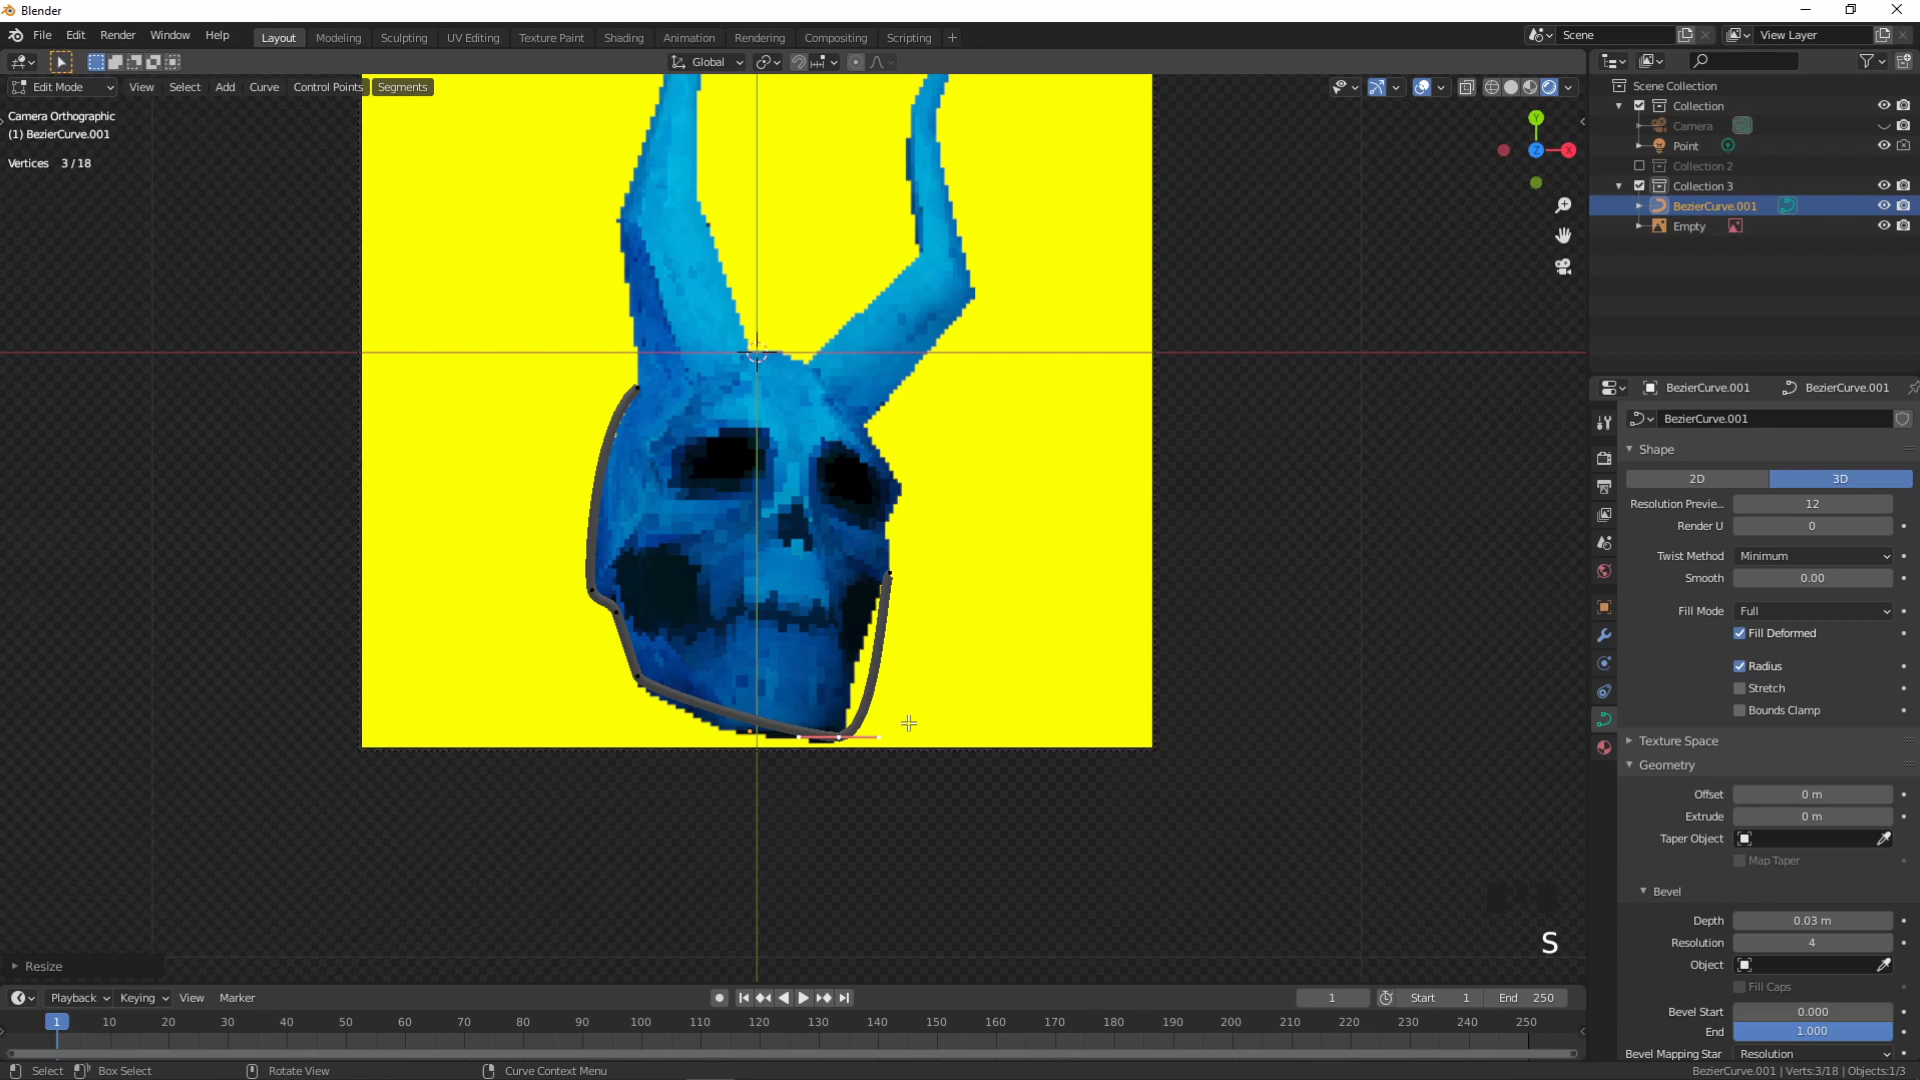 Blender
File Edit Render Window Help
Layout Modeling Sculpting UV Editing Texture Paint Shading Animation Rendering Compositing Scripting +
Scene View Layer
Global
Edit Mode View Select Add Curve Control Points Segments
Camera Orthographic
(1) BezierCurve.001
Vertices 3 / 18
Y
Z
X
Scene Collection
Collection
Camera
Point
Collection 2
Collection 3
BezierCurve.001
Empty
BezierCurve.001 BezierCurve.001
BezierCurve.001
Shape
2D 3D
Resolution Previe... 12
Render U 0
Twist Method Minimum
Smooth 0.00
Fill Mode Full
Fill Deformed
Radius
Stretch
Bounds Clamp
Texture Space
Geometry
Offset 0 m
Extrude 0 m
Taper Object
Map Taper
Bevel
Depth 0.03 m
Resolution 4
Object
Fill Caps
Bevel Start 0.000
End 1.000
Bevel Mapping Star Resolution
S
Resize
Playback Keying View Marker
1 Start 1 End 250
1 10 20 30 40 50 60 70 80 90 100 110 120 130 140 150 160 170 180 190 200 210 220 230 240 250
Select Box Select Rotate View Curve Context Menu
BezierCurve.001 | Verts:3/18 | Objects:1/3